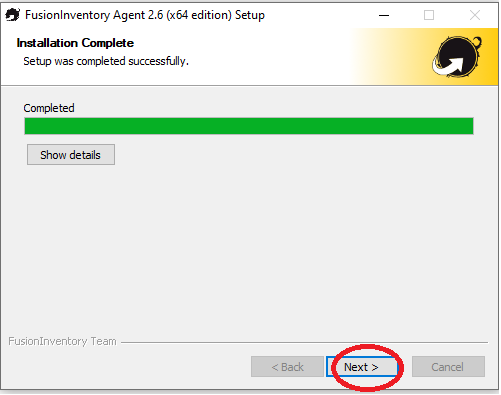 FusionInventory Agent 2.6 (x64 edition) Setup
Installation Complete
Setup was completed successfully.
Completed
Show details
FusionInventory Team
< Back
Next >
Cancel